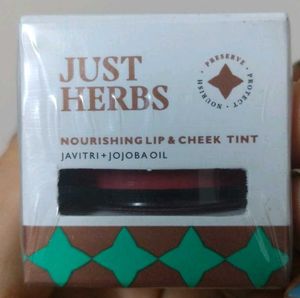 JUST
HERBS
PRESERVE • PROTECT • NOURISH •
NOURISHING LIP & CHEEK TINT
JAVITRI + JOJOBA OIL